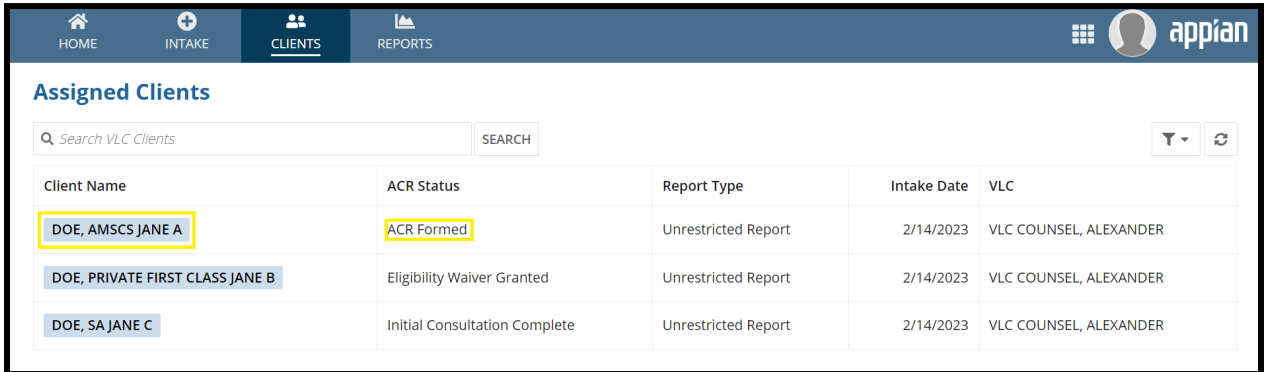 HOME INTAKE CLIENTS REPORTS appian
Assigned Clients
Search VLC Clients SEARCH
Client Name ACR Status Report Type Intake Date VLC
DOE, AMSCS JANE A ACR Formed Unrestricted Report 2/14/2023 VLC COUNSEL, ALEXANDER
DOE, PRIVATE FIRST CLASS JANE B Eligibility Waiver Granted Unrestricted Report 2/14/2023 VLC COUNSEL, ALEXANDER
DOE, SA JANE C Initial Consultation Complete Unrestricted Report 2/14/2023 VLC COUNSEL, ALEXANDER